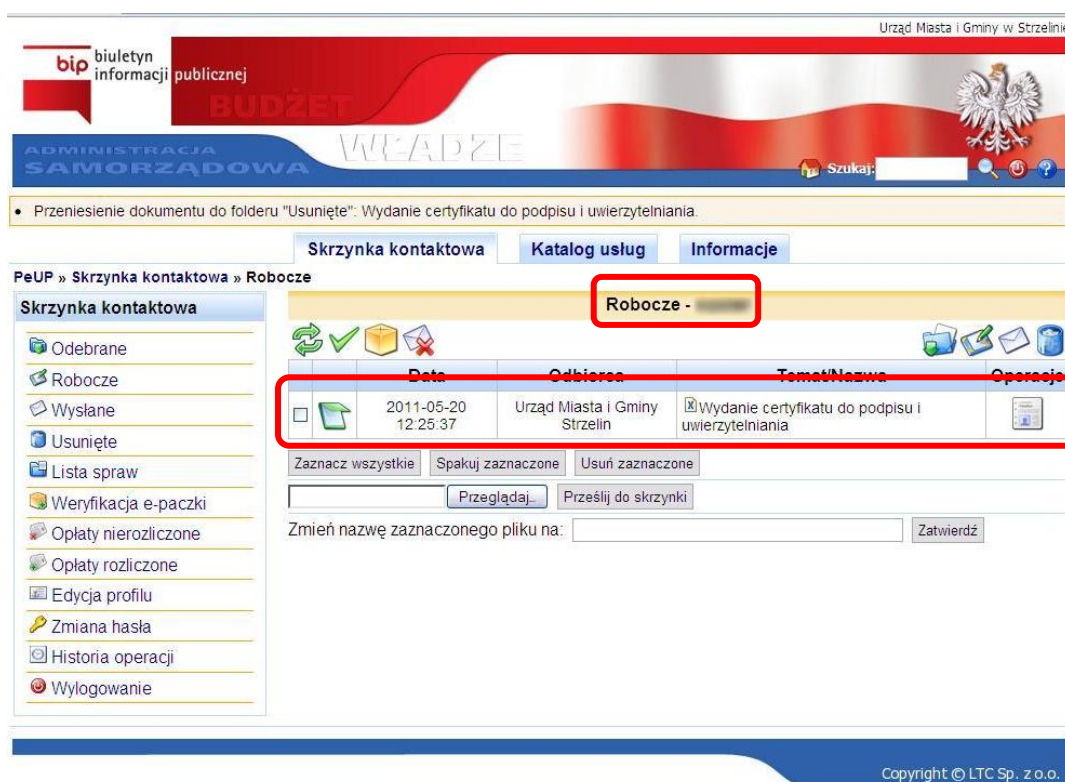 Urząd Miasta i Gminy w Strzelinie
bip biuletyn
informacji publicznej
BUDŻET
WŁADZE
ADMINISTRACJA
SAMORZĄDOWA
Szukaj:
• Przeniesienie dokumentu do folderu "Usunięte": Wydanie certyfikatu do podpisu i uwierzytelniania.
Skrzynka kontaktowa Katalog usług Informacje
PeUP » Skrzynka kontaktowa » Robocze
Skrzynka kontaktowa
Odebrane
Robocze
Wysłane
Usunięte
Lista spraw
Weryfikacja e-paczki
Opłaty nierozliczone
Opłaty rozliczone
Edycja profilu
Zmiana hasła
Historia operacji
Wylogowanie
Robocze -
Data Odbiorca Temat/Nazwa Operacje
2011-05-20 Urząd Miasta i Gminy Wydanie certyfikatu do podpisu i
12:25:37 Strzelin uwierzytelniania
Zaznacz wszystkie Spakuj zaznaczone Usuń zaznaczone
Przeglądaj... Prześlij do skrzynki
Zmień nazwę zaznaczonego pliku na: Zatwierdź
Copyright © LTC Sp. z o.o.